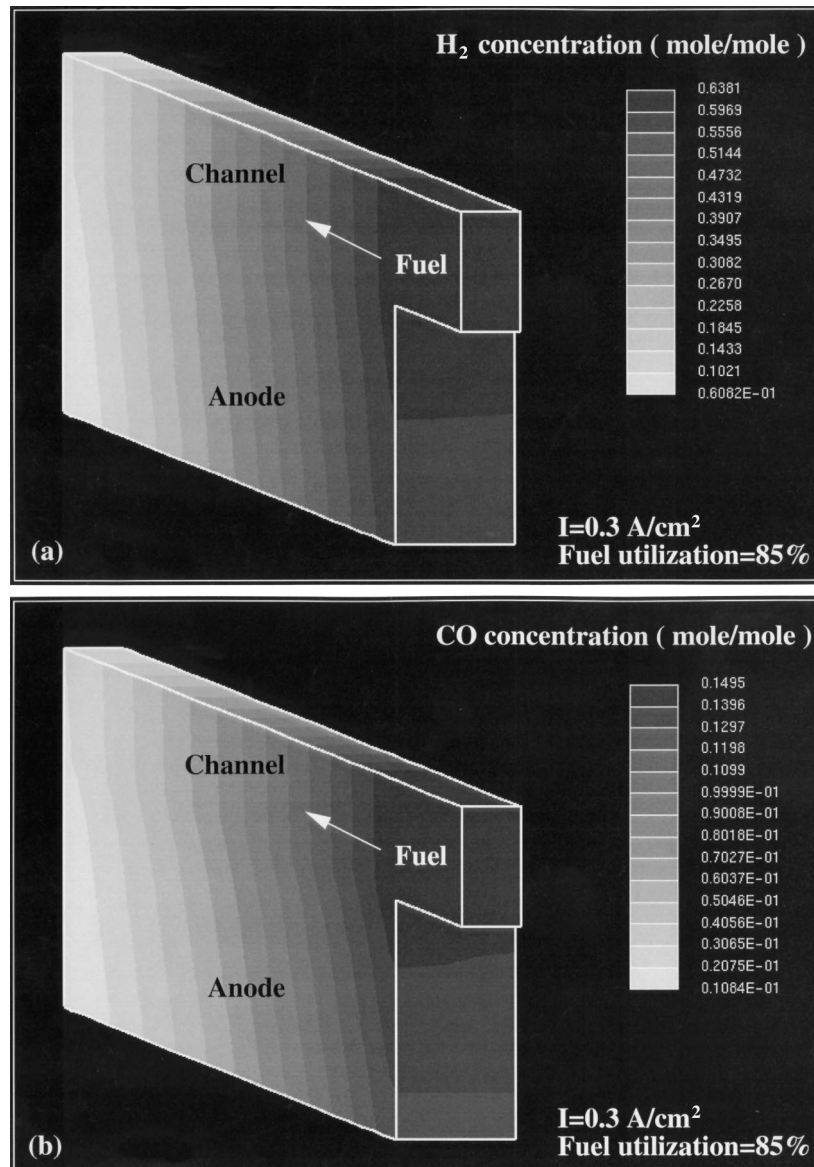 H₂ concentration ( mole/mole )
0.6381
0.5969
0.5556
0.5144
0.4732
0.4319
0.3907
0.3495
0.3082
0.2670
0.2258
0.1845
0.1433
0.1021
0.6082E-01
Channel
Fuel
Anode
I=0.3 A/cm²
Fuel utilization=85%
(a)
CO concentration ( mole/mole )
0.1495
0.1396
0.1297
0.1198
0.1099
0.9999E-01
0.9008E-01
0.8018E-01
0.7027E-01
0.6037E-01
0.5046E-01
0.4056E-01
0.3065E-01
0.2075E-01
0.1084E-01
Channel
Fuel
Anode
I=0.3 A/cm²
Fuel utilization=85%
(b)